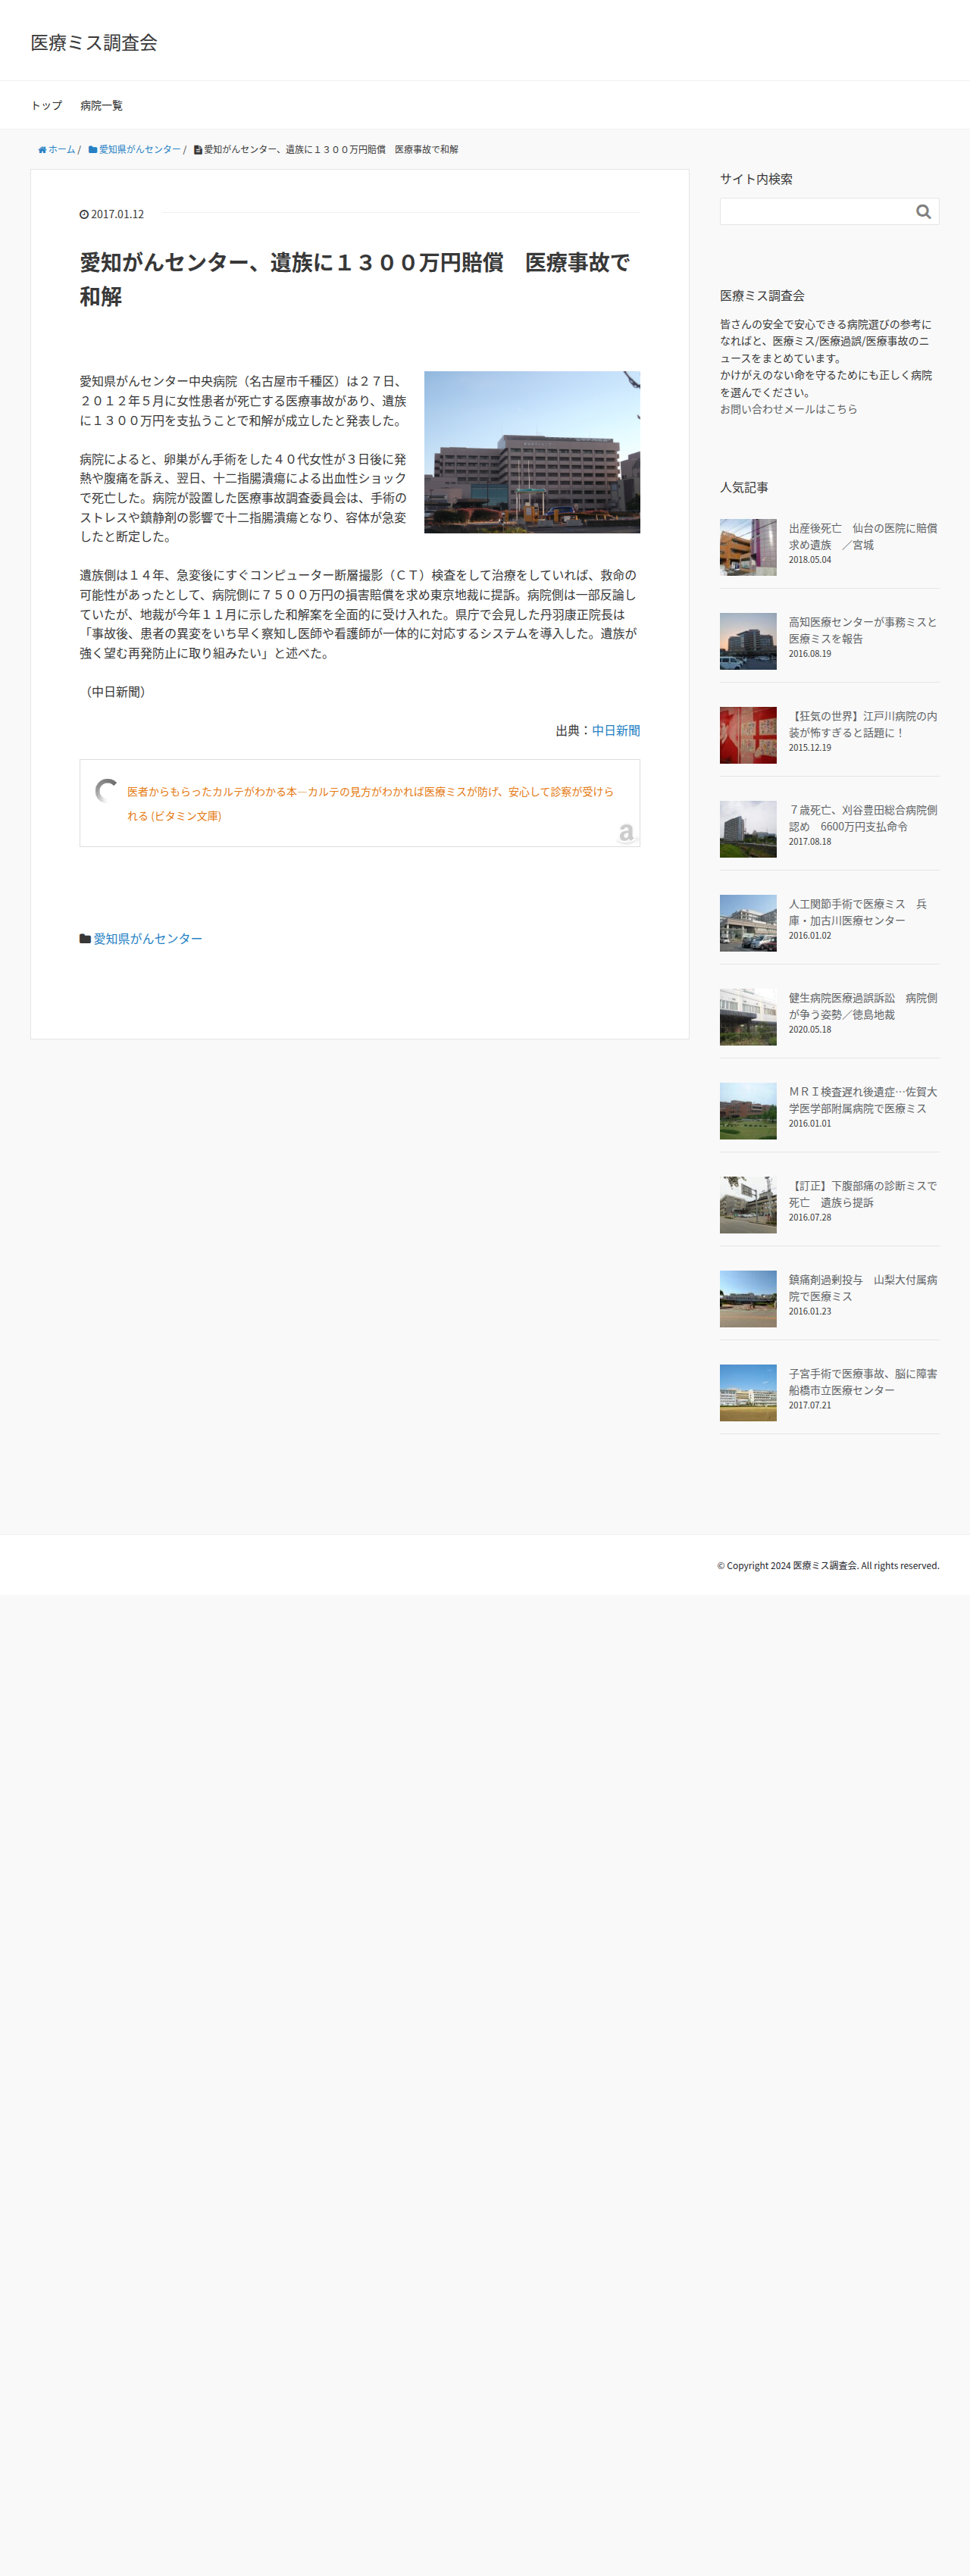 医療ミス調査会
トップ 病院一覧
ホーム / 愛知県がんセンター / 愛知がんセンター、遺族に１３００万円賠償　医療事故で和解
2017.01.12
愛知がんセンター、遺族に１３００万円賠償　医療事故で
和解
愛知県がんセンター中央病院（名古屋市千種区）は２７日、
２０１２年５月に女性患者が死亡する医療事故があり、遺族
に１３００万円を支払うことで和解が成立したと発表した。
病院によると、卵巣がん手術をした４０代女性が３日後に発
熱や腹痛を訴え、翌日、十二指腸潰瘍による出血性ショック
で死亡した。病院が設置した医療事故調査委員会は、手術の
ストレスや鎮静剤の影響で十二指腸潰瘍となり、容体が急変
したと断定した。
遺族側は１４年、急変後にすぐコンピューター断層撮影（ＣＴ）検査をして治療をしていれば、救命の
可能性があったとして、病院側に７５００万円の損害賠償を求め東京地裁に提訴。病院側は一部反論し
ていたが、地裁が今年１１月に示した和解案を全面的に受け入れた。県庁で会見した丹羽康正院長は
「事故後、患者の異変をいち早く察知し医師や看護師が一体的に対応するシステムを導入した。遺族が
強く望む再発防止に取り組みたい」と述べた。
（中日新聞）
出典：中日新聞
医者からもらったカルテがわかる本―カルテの見方がわかれば医療ミスが防げ、安心して診察が受けら
れる (ビタミン文庫)
a
愛知県がんセンター
サイト内検索
医療ミス調査会
皆さんの安全で安心できる病院選びの参考に
なればと、医療ミス/医療過誤/医療事故のニ
ュースをまとめています。
かけがえのない命を守るためにも正しく病院
を選んでください。
お問い合わせメールはこちら
人気記事
出産後死亡　仙台の医院に賠償
求め遺族　／宮城
2018.05.04
高知医療センターが事務ミスと
医療ミスを報告
2016.08.19
【狂気の世界】江戸川病院の内
装が怖すぎると話題に！
2015.12.19
７歳死亡、刈谷豊田総合病院側
認め　6600万円支払命令
2017.08.18
人工関節手術で医療ミス　兵
庫・加古川医療センター
2016.01.02
健生病院医療過誤訴訟　病院側
が争う姿勢／徳島地裁
2020.05.18
ＭＲＩ検査遅れ後遺症…佐賀大
学医学部附属病院で医療ミス
2016.01.01
【訂正】下腹部痛の診断ミスで
死亡　遺族ら提訴
2016.07.28
鎮痛剤過剰投与　山梨大付属病
院で医療ミス
2016.01.23
子宮手術で医療事故、脳に障害
船橋市立医療センター
2017.07.21
© Copyright 2024 医療ミス調査会. All rights reserved.